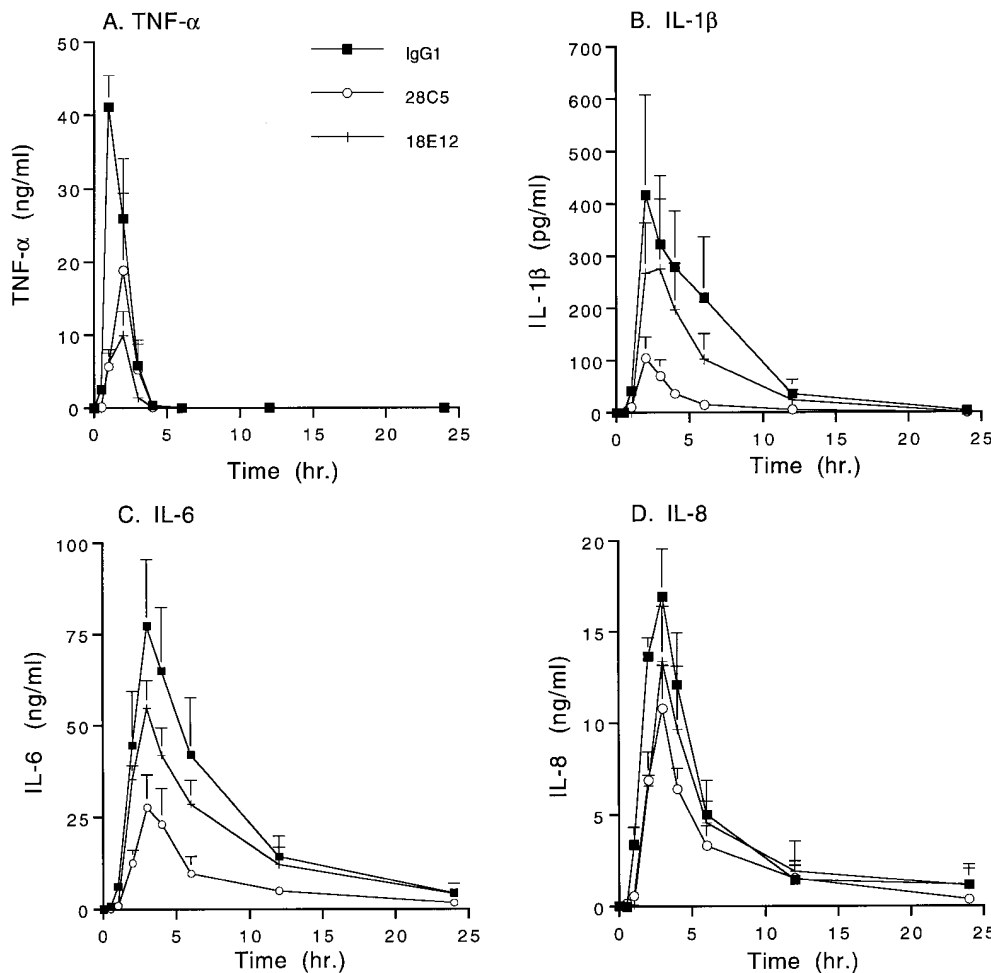 A. TNF-α
50
40
30
20
10
0
TNF-α (ng/ml)
0 5 10 15 20 25
Time (hr.)
IgG1
28C5
18E12
B. IL-1β
700
600
500
400
300
200
100
0
IL-1β (pg/ml)
0 5 10 15 20 25
Time (hr.)
C. IL-6
100
75
50
25
0
IL-6 (ng/ml)
0 5 10 15 20 25
Time (hr.)
D. IL-8
20
15
10
5
0
IL-8 (ng/ml)
0 5 10 15 20 25
Time (hr.)